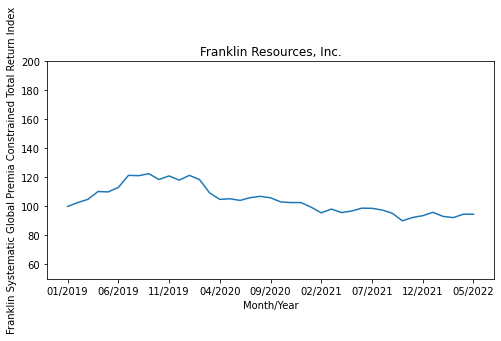 Franklin Resources, Inc.
Franklin Systematic Global Premia Constrained Total Return Index
200
180
160
140
120
100
80
60
01/2019 06/2019 11/2019 04/2020 09/2020 02/2021 07/2021 12/2021 05/2022
Month/Year